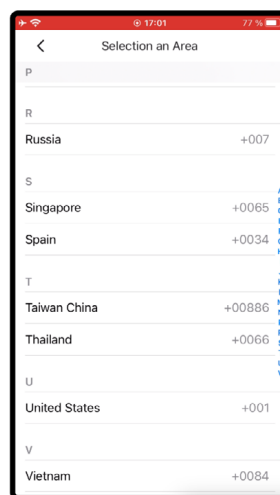 17:01
77 %
Selection an Area
P
R
Russia +007
S
Singapore +0065
Spain +0034
T
Taiwan China +00886
Thailand +0066
U
United States +001
V
Vietnam +0084